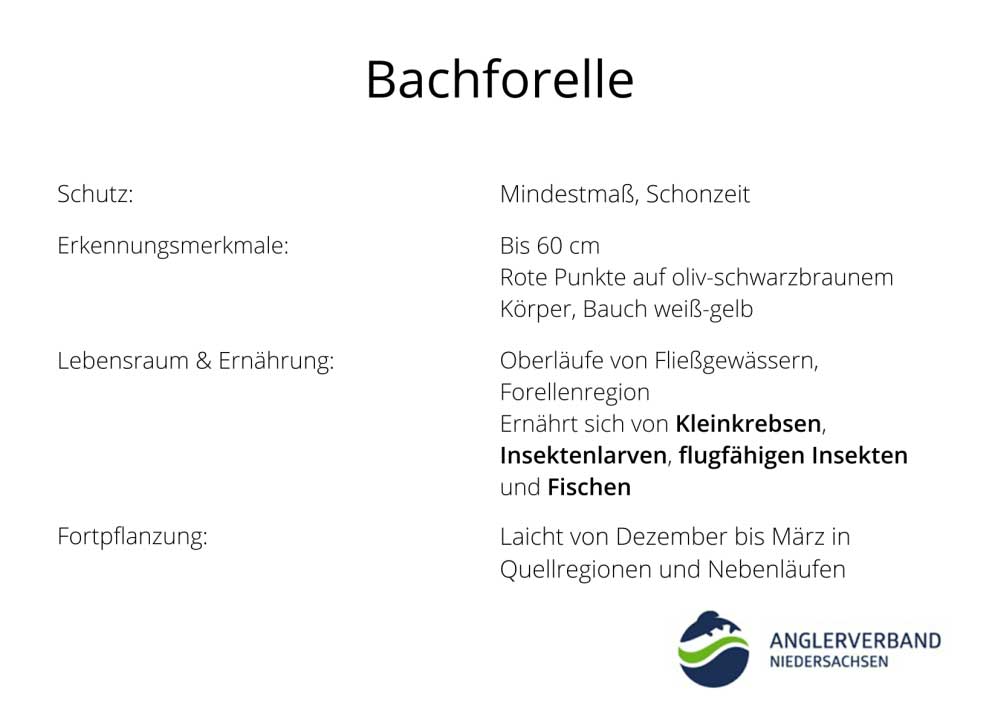 Bachforelle
Schutz:
Mindestmaß, Schonzeit
Erkennungsmerkmale:
Bis 60 cm
Rote Punkte auf oliv-schwarzbraunem
Körper, Bauch weiß-gelb
Lebensraum & Ernährung:
Oberläufe von Fließgewässern,
Forellenregion
Ernährt sich von Kleinkrebsen,
Insektenlarven, flugfähigen Insekten
und Fischen
Fortpflanzung:
Laicht von Dezember bis März in
Quellregionen und Nebenläufen
ANGLERVERBAND
NIEDERSACHSEN